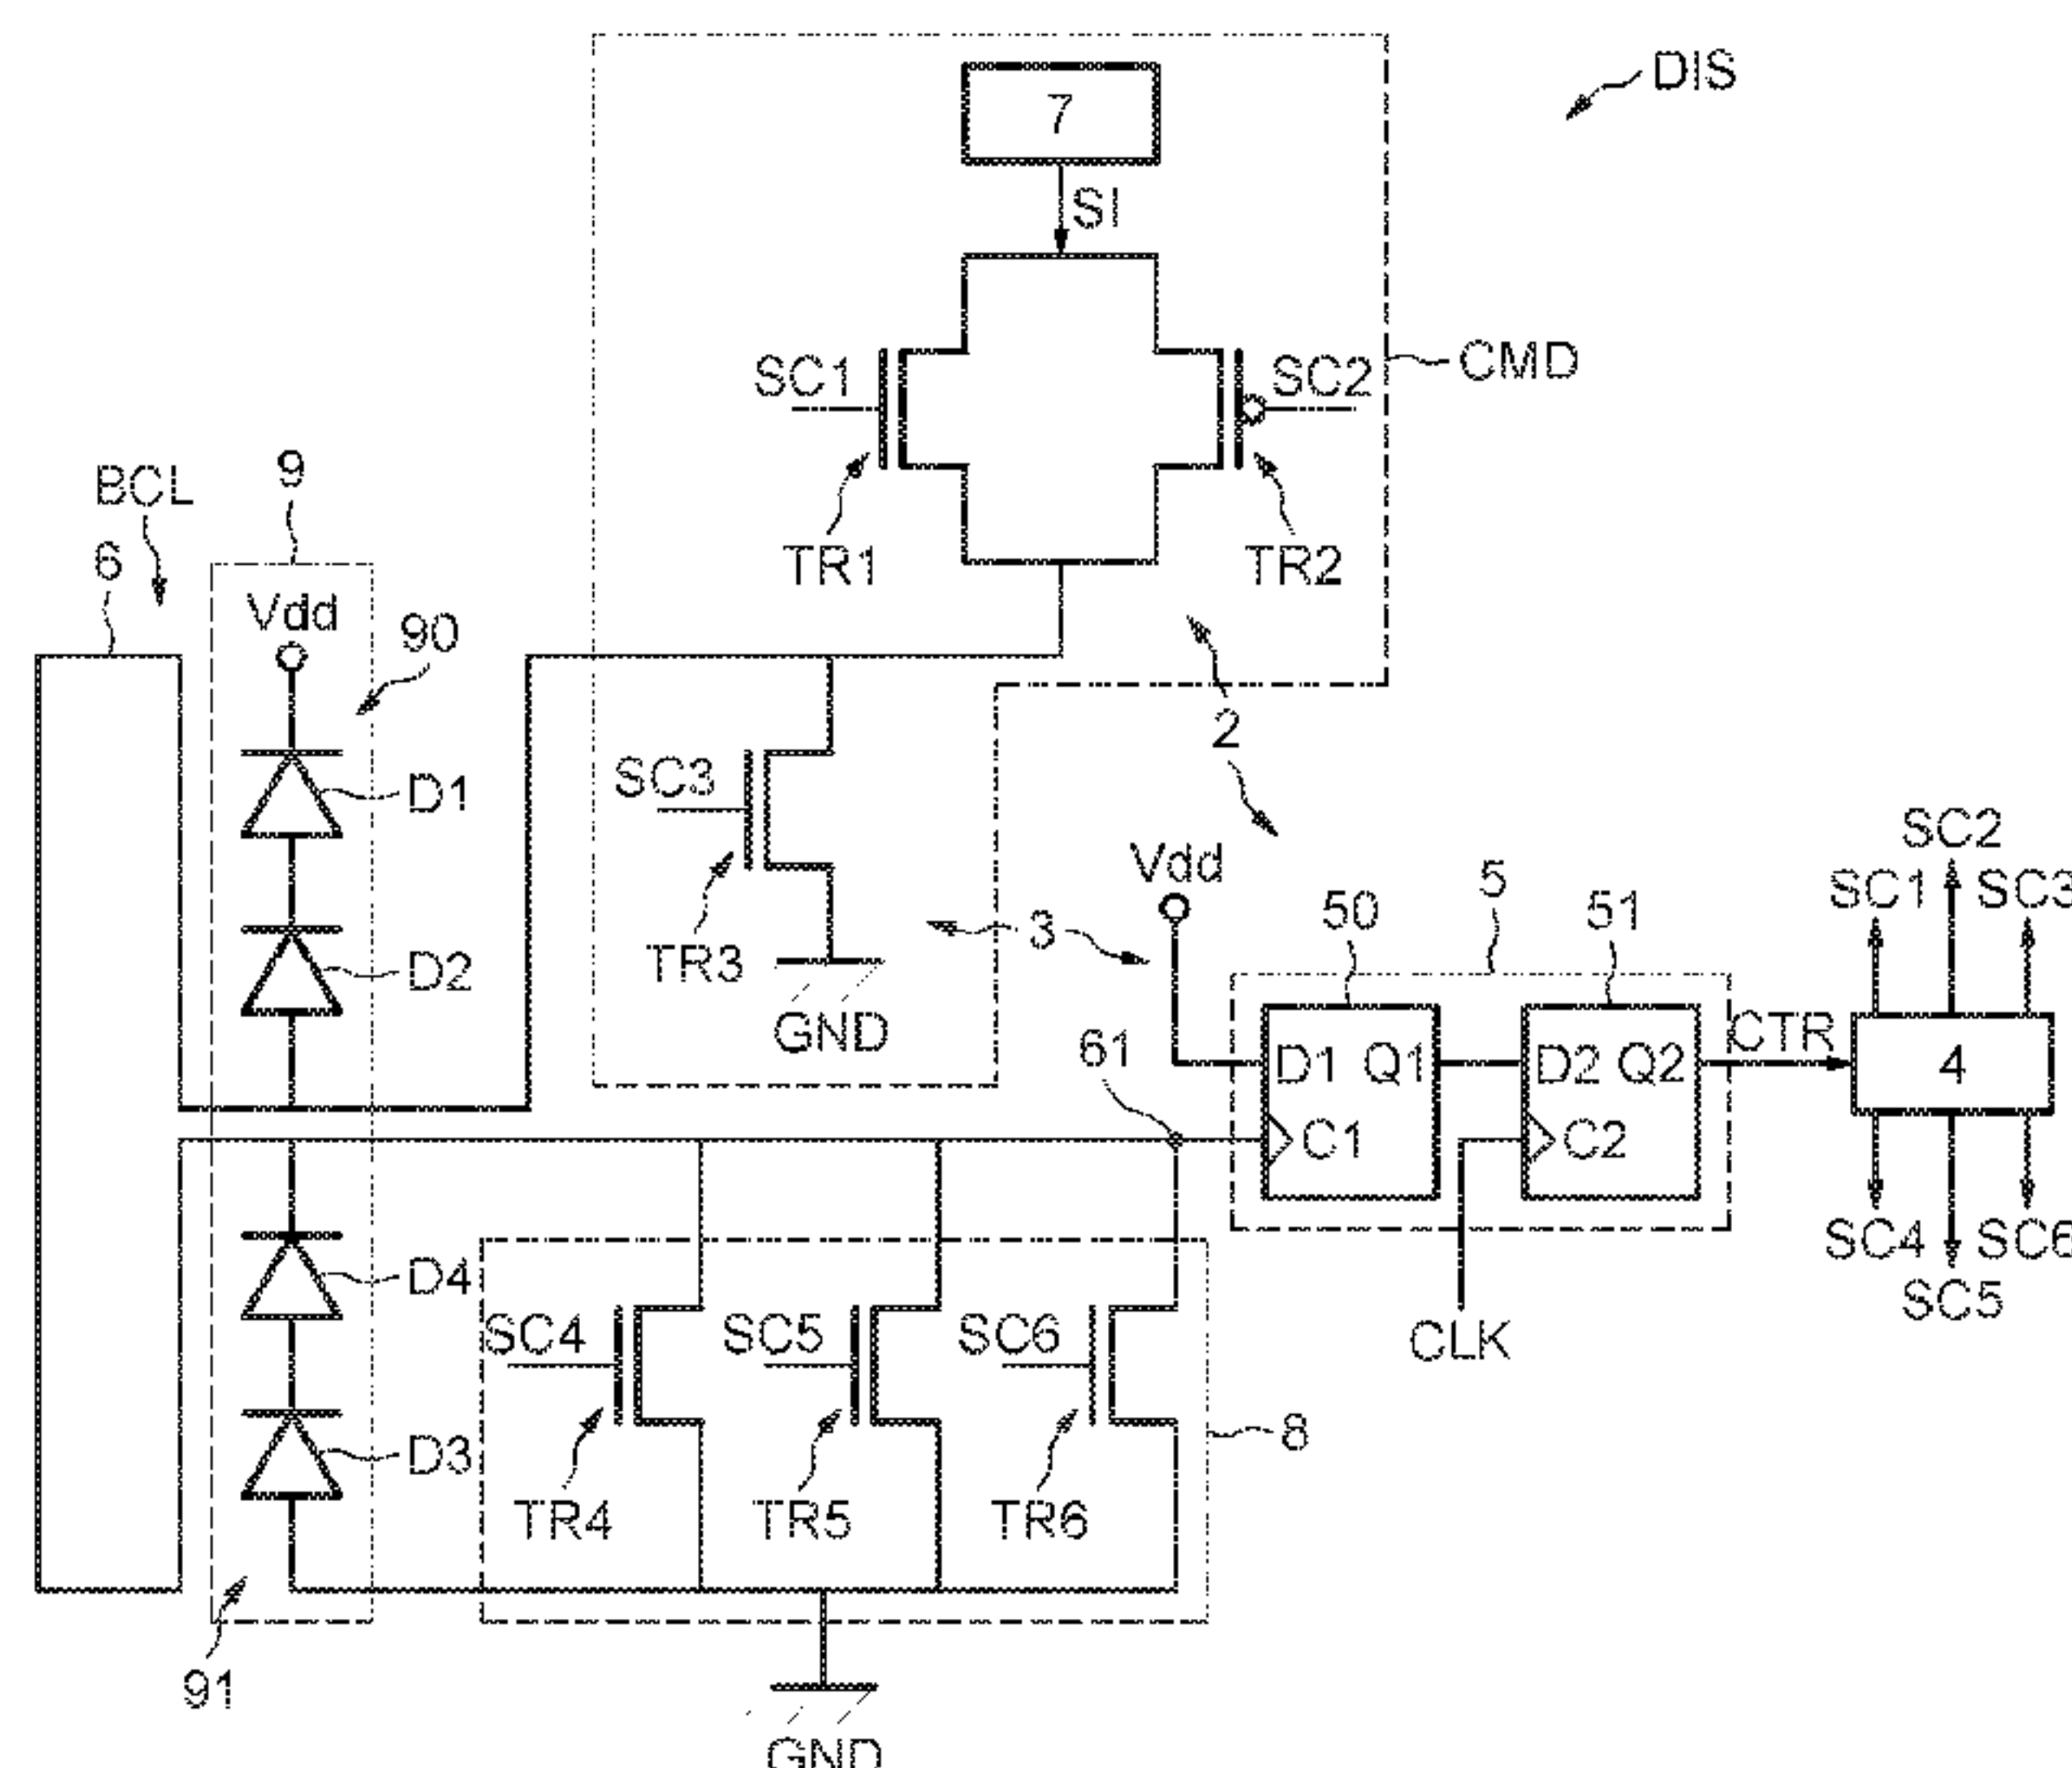 DIS
7
SI
SC1
SC2
CMD
TR1
TR2
BCL
9
6
Vdd
90
2
D1
SC3
D2
TR3
3
GND
Vdd
5
50
51
SC2
SC1
SC3
61
D1 Q1
D2 Q2
CTR
4
C1
C2
D4
SC4
SC5
SC6
CLK
SC4
SC6
SC5
D3
8
TR4
TR5
TR6
91
GND